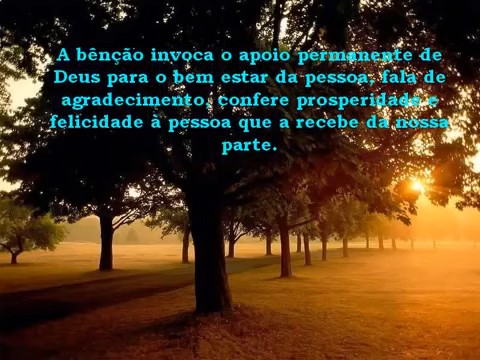 A bênção invoca o apoio permanente de
Deus para o bem estar da pessoa, fala de
agradecimento, confere prosperidade e
felicidade à pessoa que a recebe da nossa
parte.